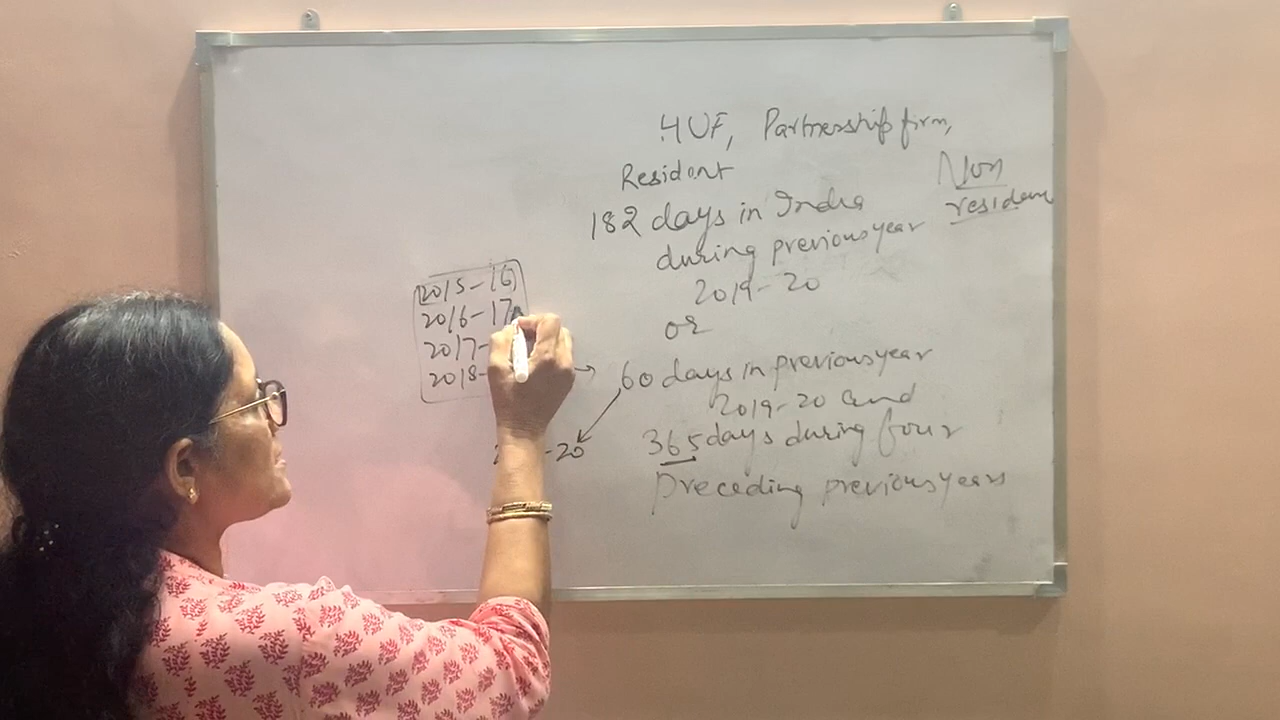 HUF, Partnership firm,
Resident
Non
resident
182 days in India
during previous year
2019-20
or
60 days in previous year
2019-20 and
365 days during four
preceding previous years
2015-16
2016-17
2017-
2018-
-20